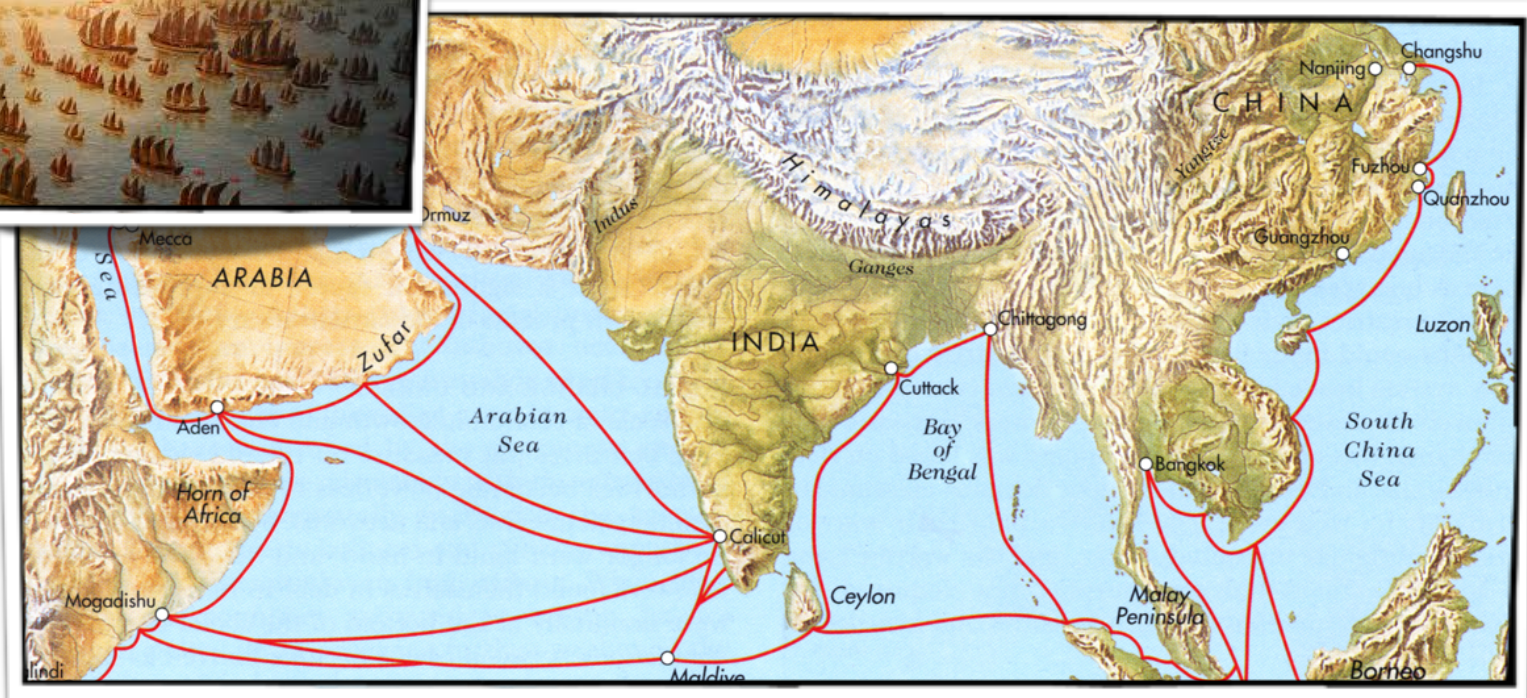 Changshu
Nanjing
CHINA
Yangtse
Fuzhou
Quanzhou
Guangzhou
Himalayas
Indus
Ormuz
Mecca
Sea
ARABIA
Ganges
Zufar
INDIA
Chittagong
Luzon
Cuttack
Aden
Arabian
Sea
Bay
of
Bengal
South
China
Sea
Bangkok
Horn of
Africa
Calicut
Mogadishu
Ceylon
Malay
Peninsula
lindi
Maldive
Borneo